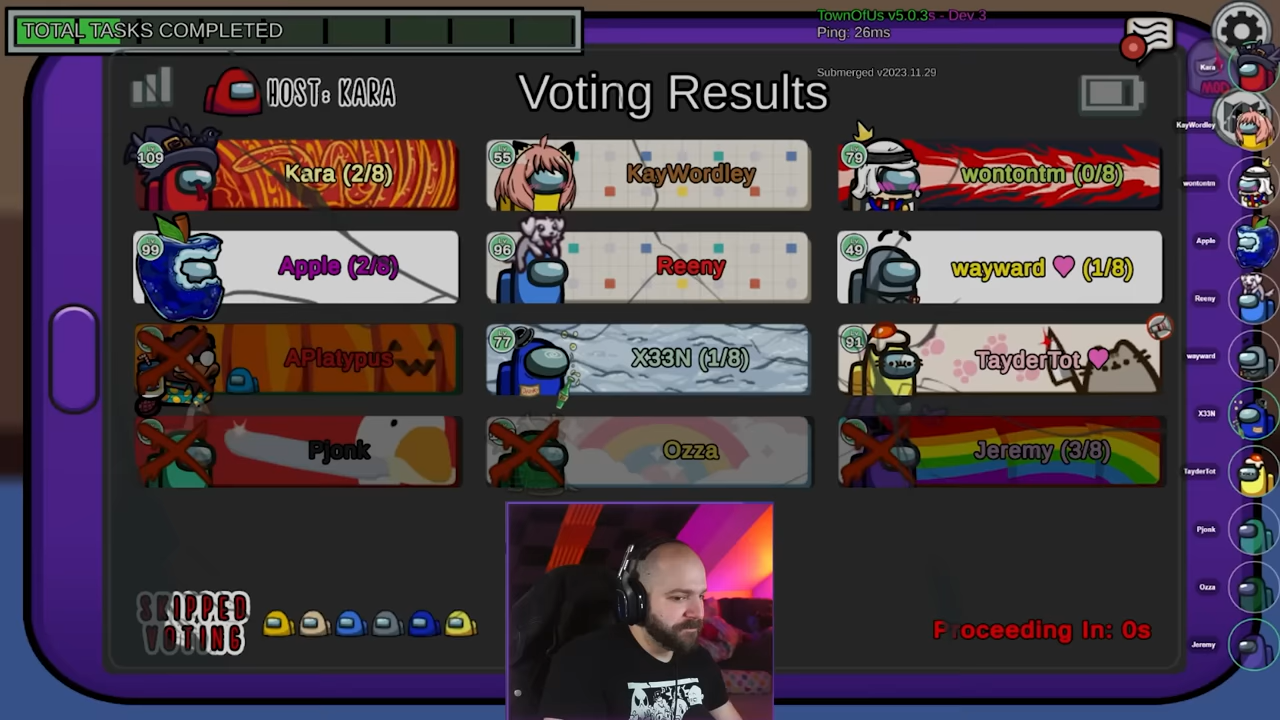 TOTAL TASKS COMPLETED
TownOfUs v5.0.3s - Dev 3
Ping: 26ms
Submerged v2023.11.29
HOST: KARA
Voting Results
109
Kara (2/8)
55
KayWordley
79
wontontm (0/8)
99
Apple (2/8)
96
Reeny
49
wayward (1/8)
APlatypus
77
X33N (1/8)
91
TayderTot
Pjonk
Ozza
Jeremy (3/8)
SKIPPED
VOTING
Proceeding In: 0s
Kara
MOD
KayWordley
wontontm
Apple
Reeny
wayward
X33N
TayderTot
Pjonk
Ozza
Jeremy